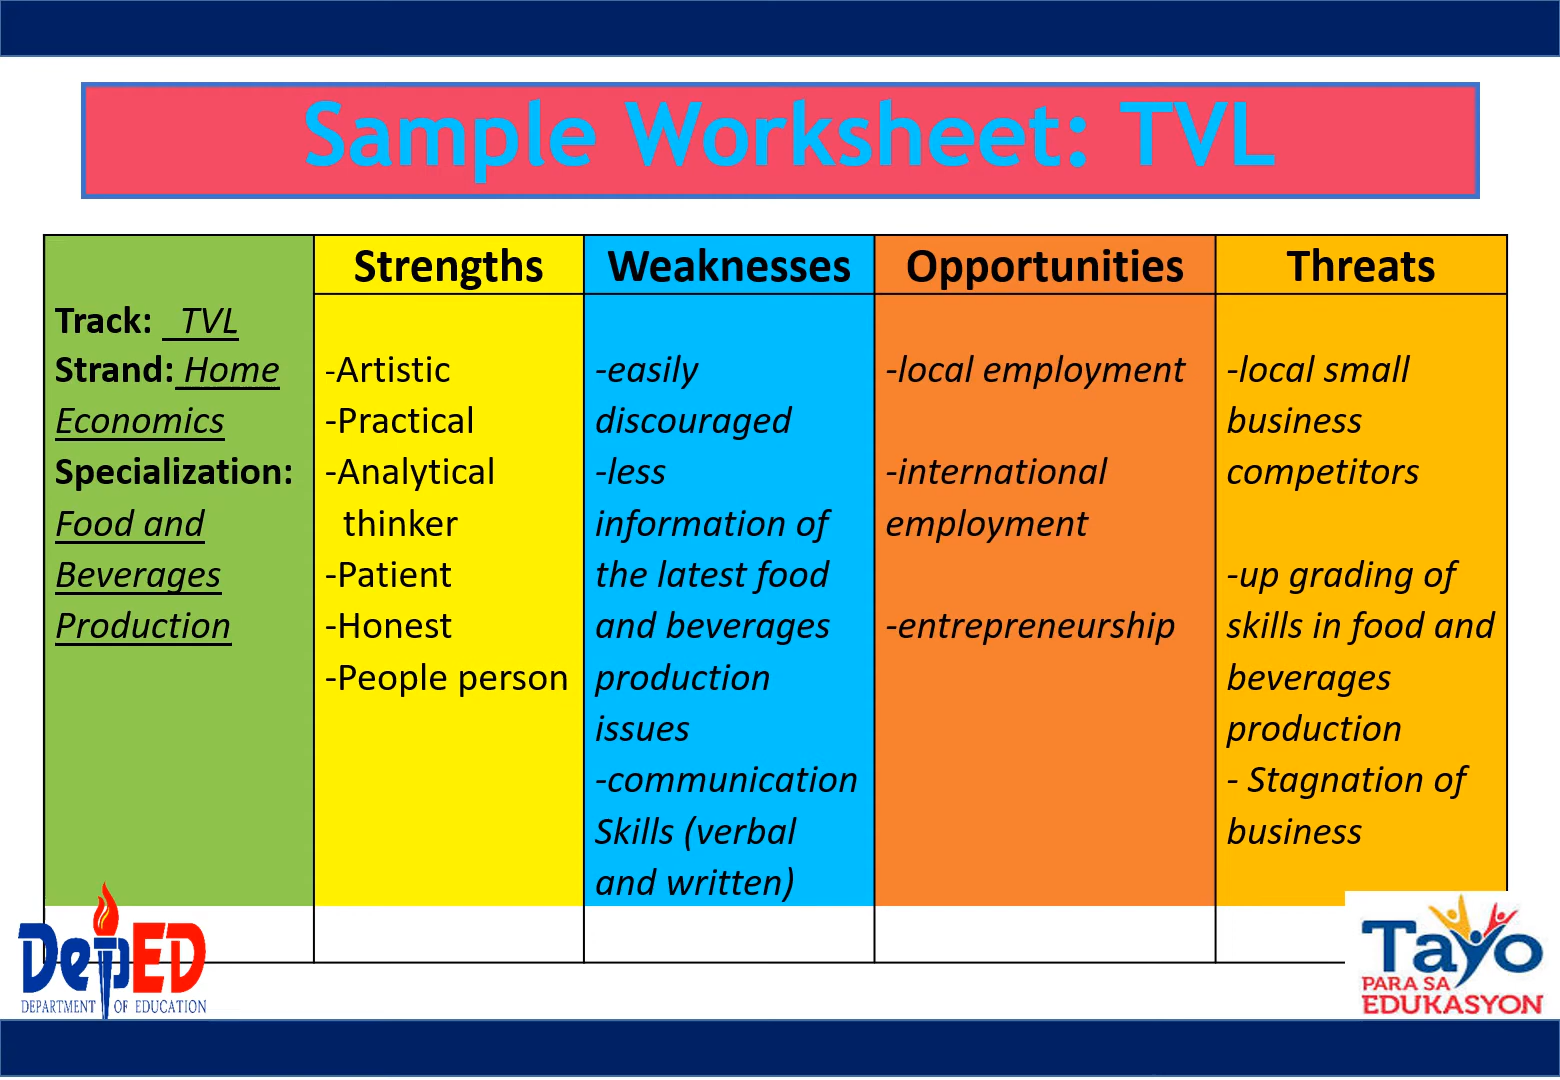 Sample Worksheet: TVL
Track: TVL
Strand: Home
Economics
Specialization:
Food and
Beverages
Production
Strengths
-Artistic
-Practical
-Analytical
thinker
-Patient
-Honest
-People person
Weaknesses
-easily
discouraged
-less
information of
the latest food
and beverages
production
issues
-communication
Skills (verbal
and written)
Opportunities
-local employment
-international
employment
-entrepreneurship
Threats
-local small
business
competitors
-up grading of
skills in food and
beverages
production
- Stagnation of
business
DepED
DEPARTMENT OF EDUCATION
Tayo
PARA SA
EDUKASYON